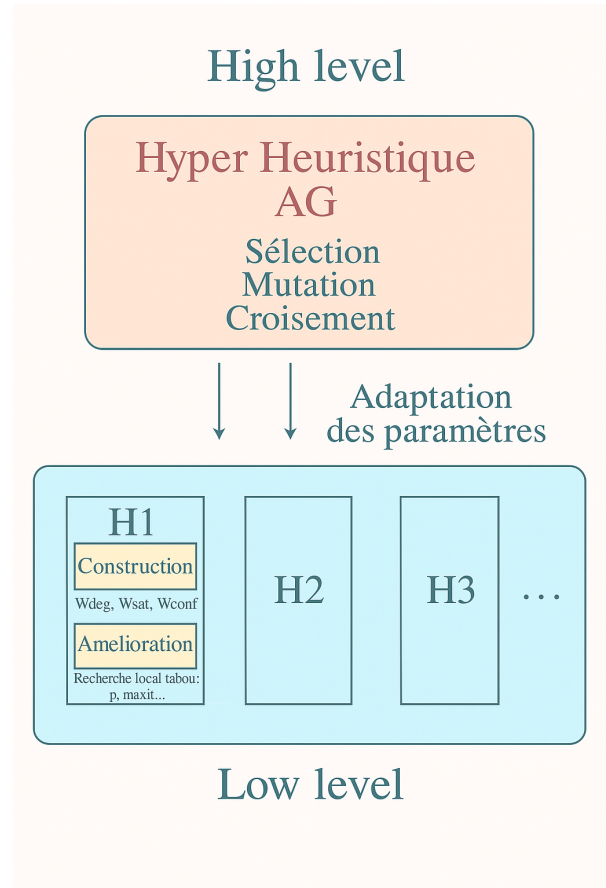 High level
Hyper Heuristique
AG
Sélection
Mutation
Croisement
Adaptation
des paramètres
H1
Construction
Wdeg, Wsat, Wconf
Amelioration
Recherche local tabou:
p, maxit...
H2
H3
...
Low level